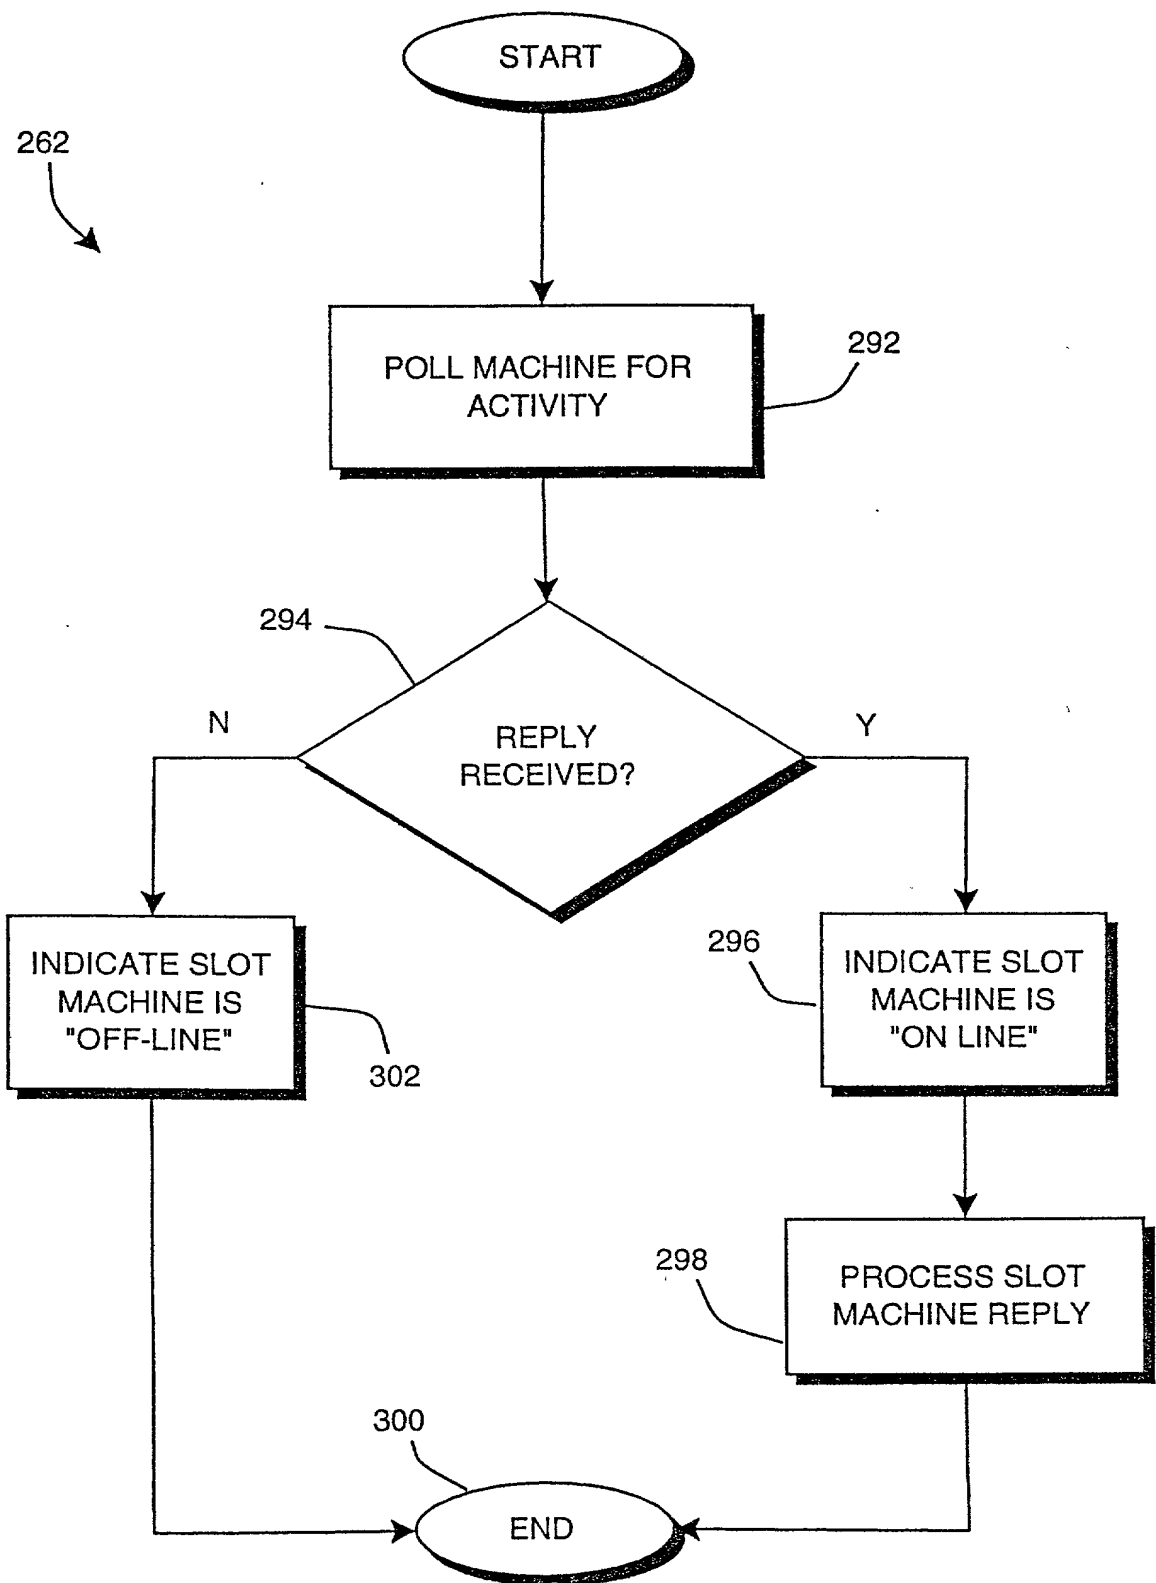 START
262
POLL MACHINE FOR
ACTIVITY
292
294
N
REPLY
RECEIVED?
Y
INDICATE SLOT
MACHINE IS
"OFF-LINE"
302
296
INDICATE SLOT
MACHINE IS
"ON LINE"
298
PROCESS SLOT
MACHINE REPLY
300
END